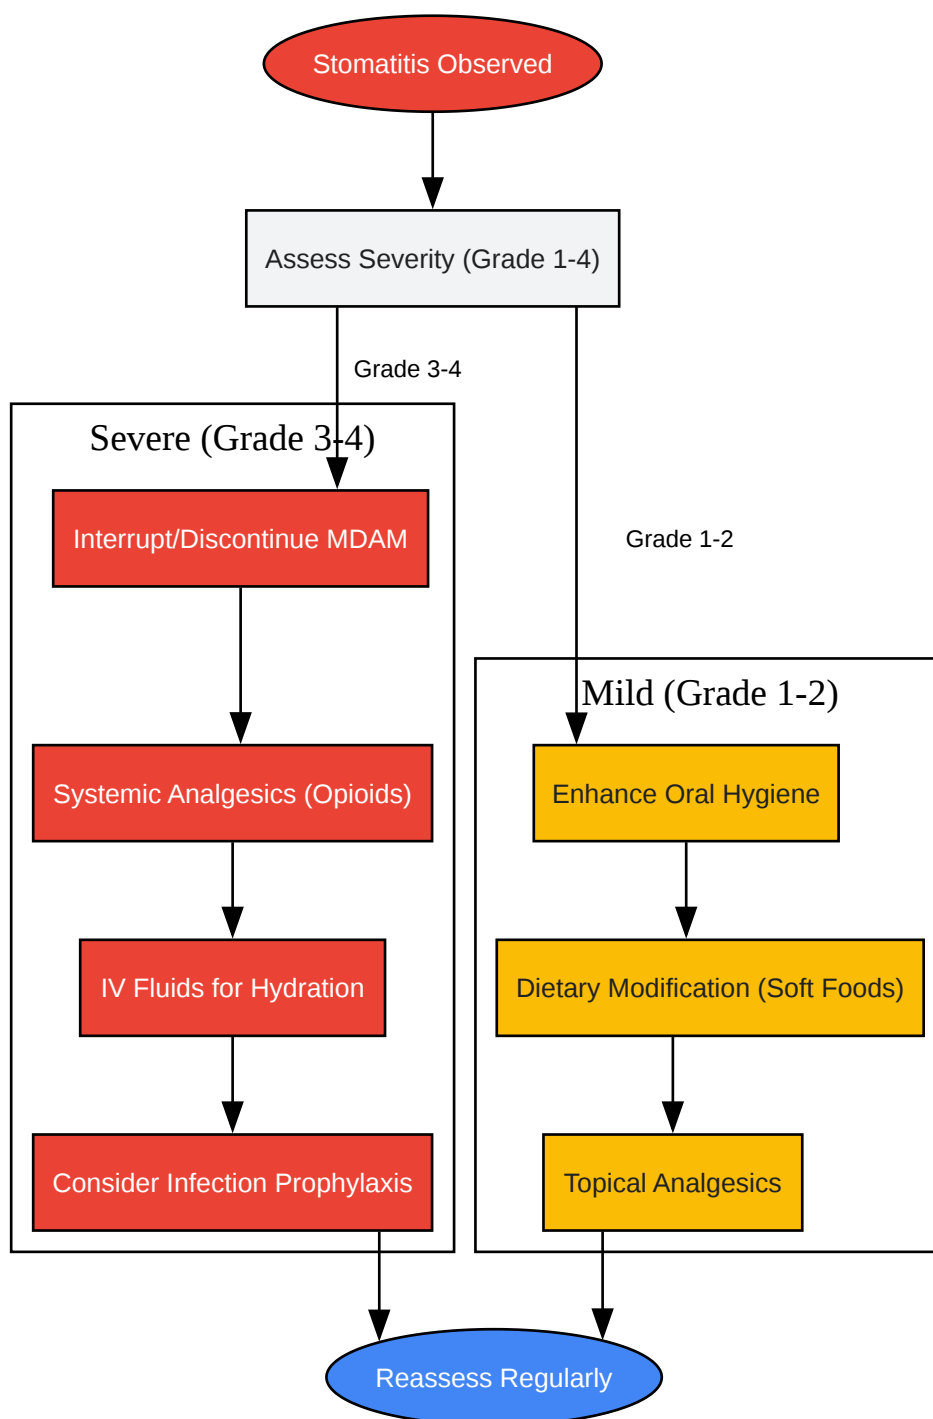 Stomatitis Observed
Assess Severity (Grade 1-4)
Grade 3-4
Severe (Grade 3-4)
Interrupt/Discontinue MDAM
Grade 1-2
Mild (Grade 1-2)
Systemic Analgesics (Opioids)
Enhance Oral Hygiene
IV Fluids for Hydration
Dietary Modification (Soft Foods)
Consider Infection Prophylaxis
Topical Analgesics
Reassess Regularly